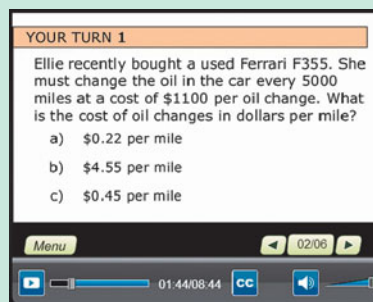 YOUR TURN 1
Ellie recently bought a used Ferrari F355. She
must change the oil in the car every 5000
miles at a cost of $1100 per oil change. What
is the cost of oil changes in dollars per mile?
a) $0.22 per mile
b) $4.55 per mile
c) $0.45 per mile
Menu
02/06
01:44/08:44
CC